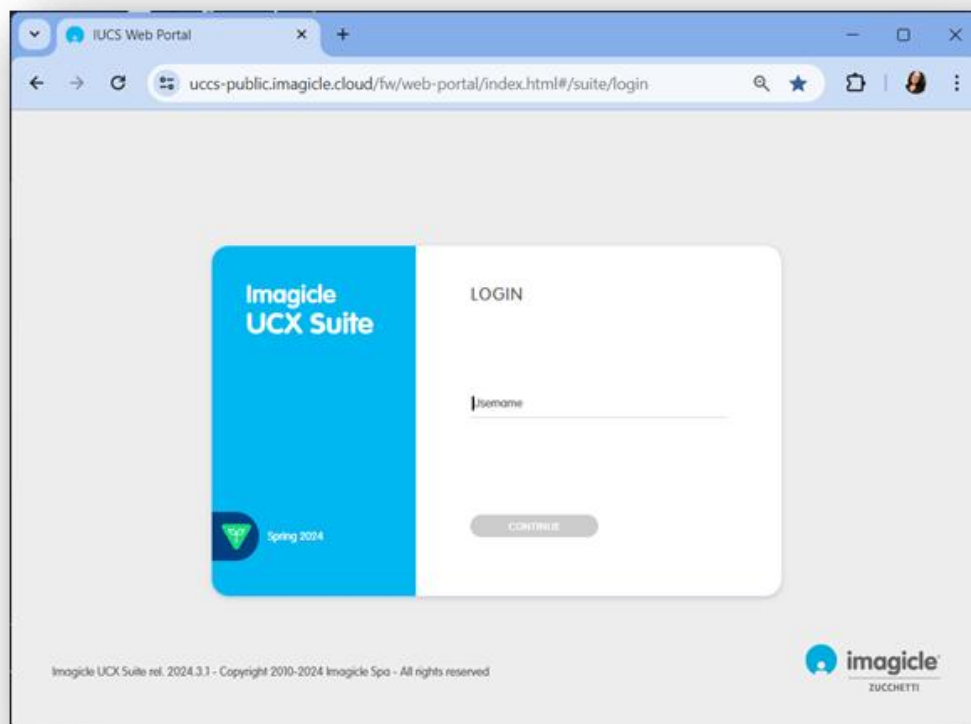 IUCS Web Portal
uccs-public.imagicle.cloud/fw/web-portal/index.html#/suite/login
Imagicle
UCX Suite
LOGIN
Username
CONTINUE
Spring 2024
Imagicle UCX Suite rel. 2024.3.1 - Copyright 2010-2024 Imagicle Spa - All rights reserved
imagicle
ZUCCHETTI